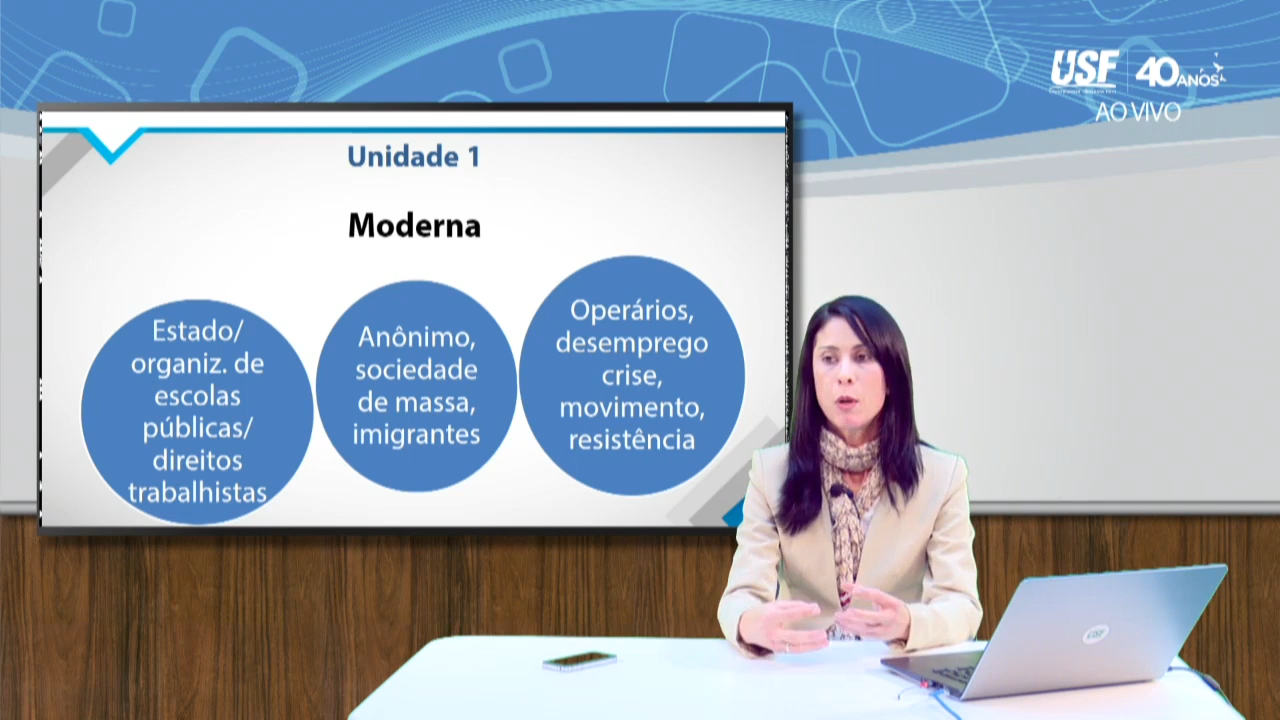 USF
40 ANOS
AO VIVO
Unidade 1
Moderna
Estado/
organiz. de
escolas
públicas/
direitos
trabalhistas
Anônimo,
sociedade
de massa,
imigrantes
Operários,
desemprego
crise,
movimento,
resistência
USF